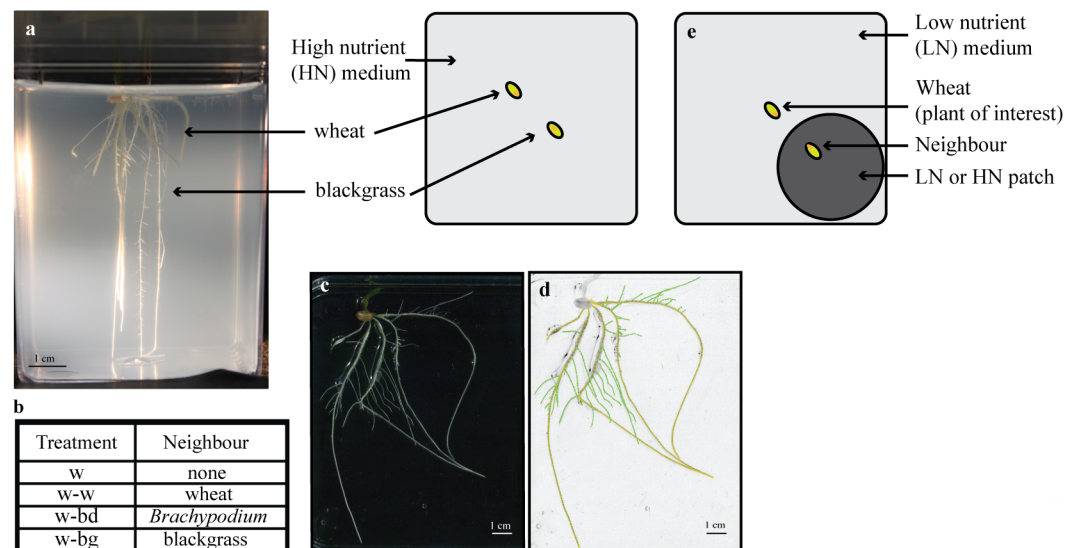 a
High nutrient
(HN) medium
wheat
blackgrass
1 cm
e
Low nutrient
(LN) medium
Wheat
(plant of interest)
Neighbour
LN or HN patch
b
Treatment Neighbour
w none
w-w wheat
w-bd Brachypodium
w-bg blackgrass
c
1 cm
d
1 cm